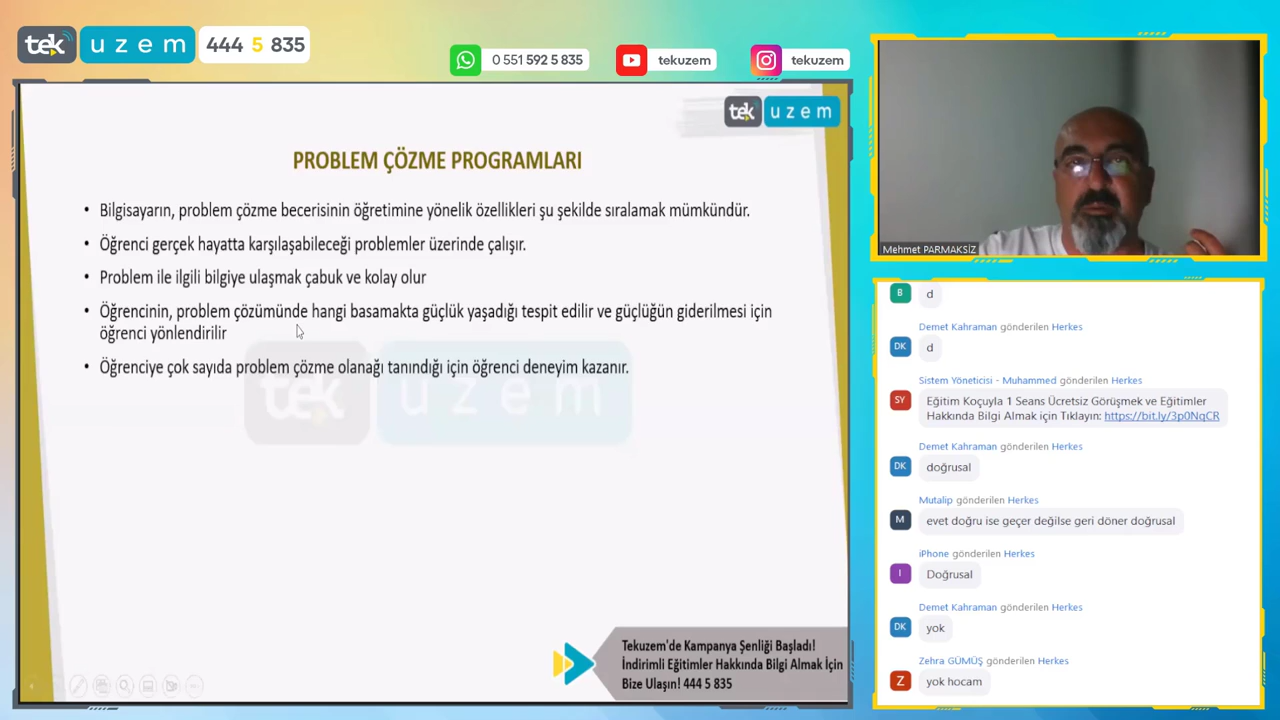 tek uzem 444 5 835
0 551 592 5 835
tekuzem
tekuzem
tek uzem
PROBLEM ÇÖZME PROGRAMLARI
• Bilgisayarın, problem çözme becerisinin öğretimine yönelik özellikleri şu şekilde sıralamak mümkündür.
• Öğrenci gerçek hayatta karşılaşabileceği problemler üzerinde çalışır.
• Problem ile ilgili bilgiye ulaşmak çabuk ve kolay olur
• Öğrencinin, problem çözümünde hangi basamakta güçlük yaşadığı tespit edilir ve güçlüğün giderilmesi için
öğrenci yönlendirilir
• Öğrenciye çok sayıda problem çözme olanağı tanındığı için öğrenci deneyim kazanır.
tek uzem
Tekuzem'de Kampanya Şenliği Başladı!
İndirimli Eğitimler Hakkında Bilgi Almak İçin
Bize Ulaşın! 444 5 835
Mehmet PARMAKSİZ
B
d
Demet Kahraman gönderilen Herkes
DK
d
Sistem Yöneticisi - Muhammed gönderilen Herkes
SY
Eğitim Koçuyla 1 Seans Ücretsiz Görüşmek ve Eğitimler
Hakkında Bilgi Almak için Tıklayın: https://bit.ly/3p0NqCR
Demet Kahraman gönderilen Herkes
DK
doğrusal
Mutalip gönderilen Herkes
M
evet doğru ise geçer değilse geri döner doğrusal
iPhone gönderilen Herkes
I
Doğrusal
Demet Kahraman gönderilen Herkes
DK
yok
Zehra GÜMÜŞ gönderilen Herkes
Z
yok hocam